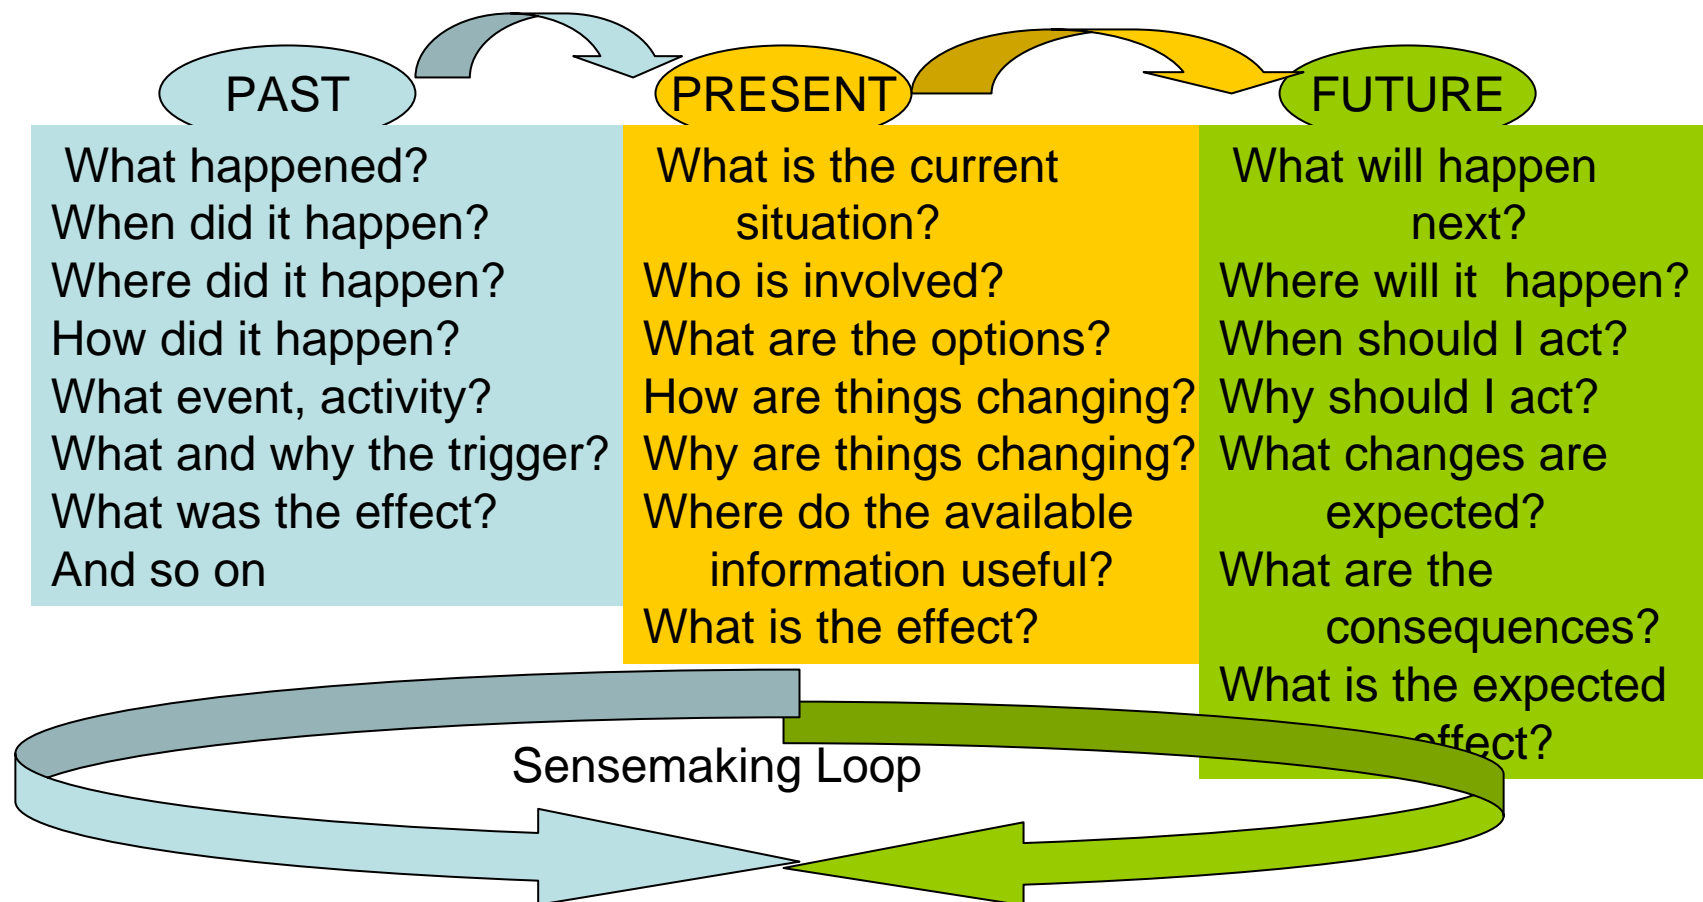 PAST
What happened?
When did it happen?
Where did it happen?
How did it happen?
What event, activity?
What and why the trigger?
What was the effect?
And so on
PRESENT
What is the current
situation?
Who is involved?
What are the options?
How are things changing?
Why are things changing?
Where do the available
information useful?
What is the effect?
FUTURE
What will happen
next?
Where will it happen?
When should I act?
Why should I act?
What changes are
expected?
What are the
consequences?
What is the expected
effect?
Sensemaking Loop